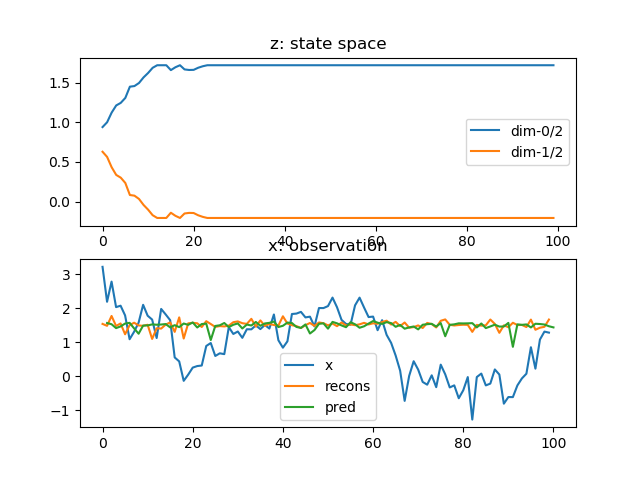 z: state space
1.5
1.0
0.5
0.0
dim-0/2
dim-1/2
0 20 40 60 80 100
x: observation
3
2
1
0
−1
x
recons
pred
0 20 40 60 80 100